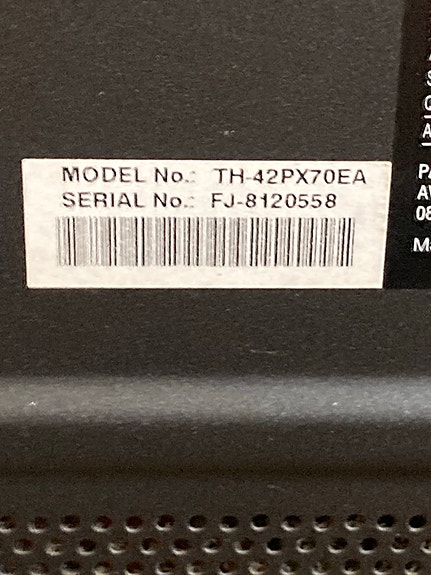 MODEL No.: TH-42PX70EA
SERIAL No.: FJ-8120558